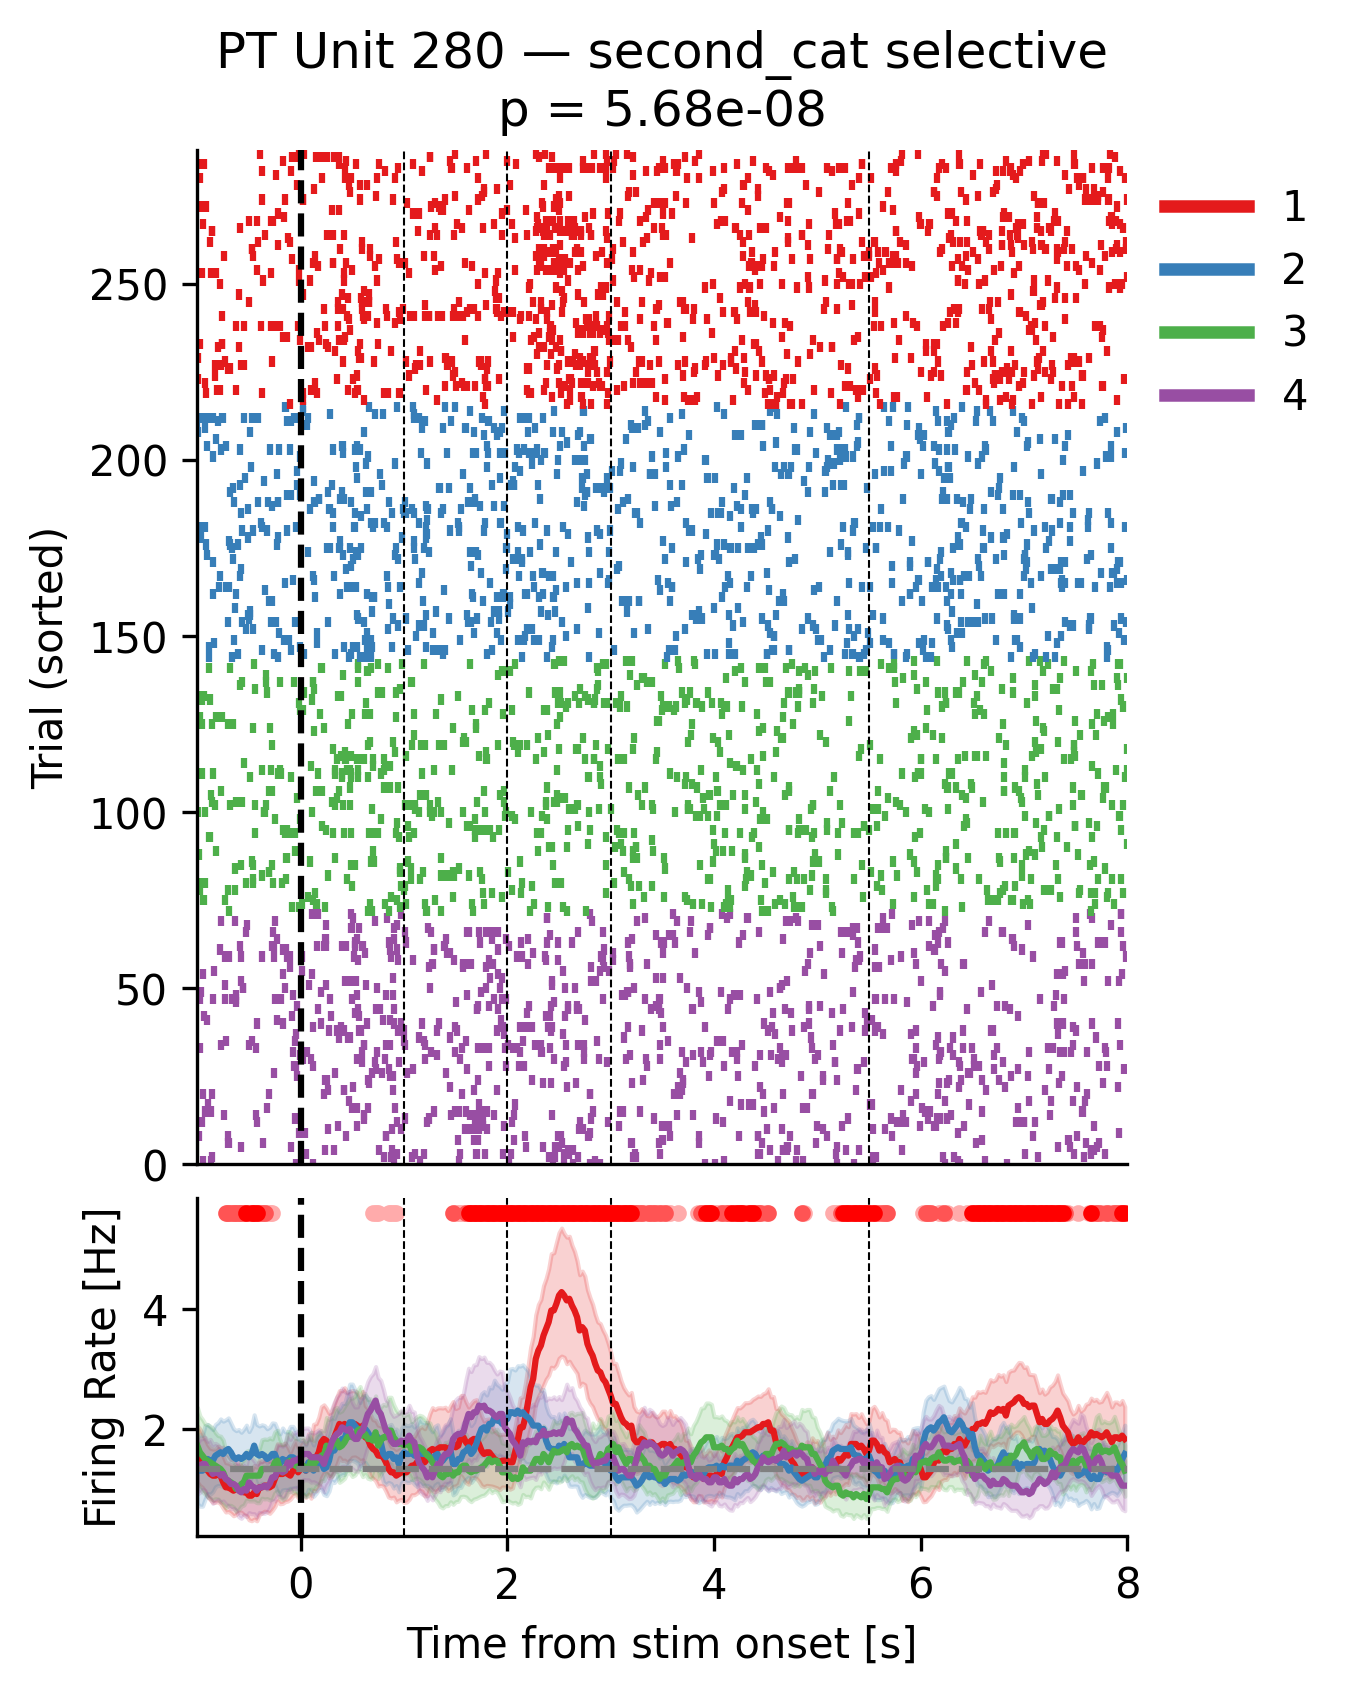 PT Unit 280 — second_cat selective
p = 5.68e-08
1
2
3
4
Trial (sorted)
250
200
150
100
50
0
Firing Rate [Hz]
4
2
0 2 4 6 8
Time from stim onset [s]